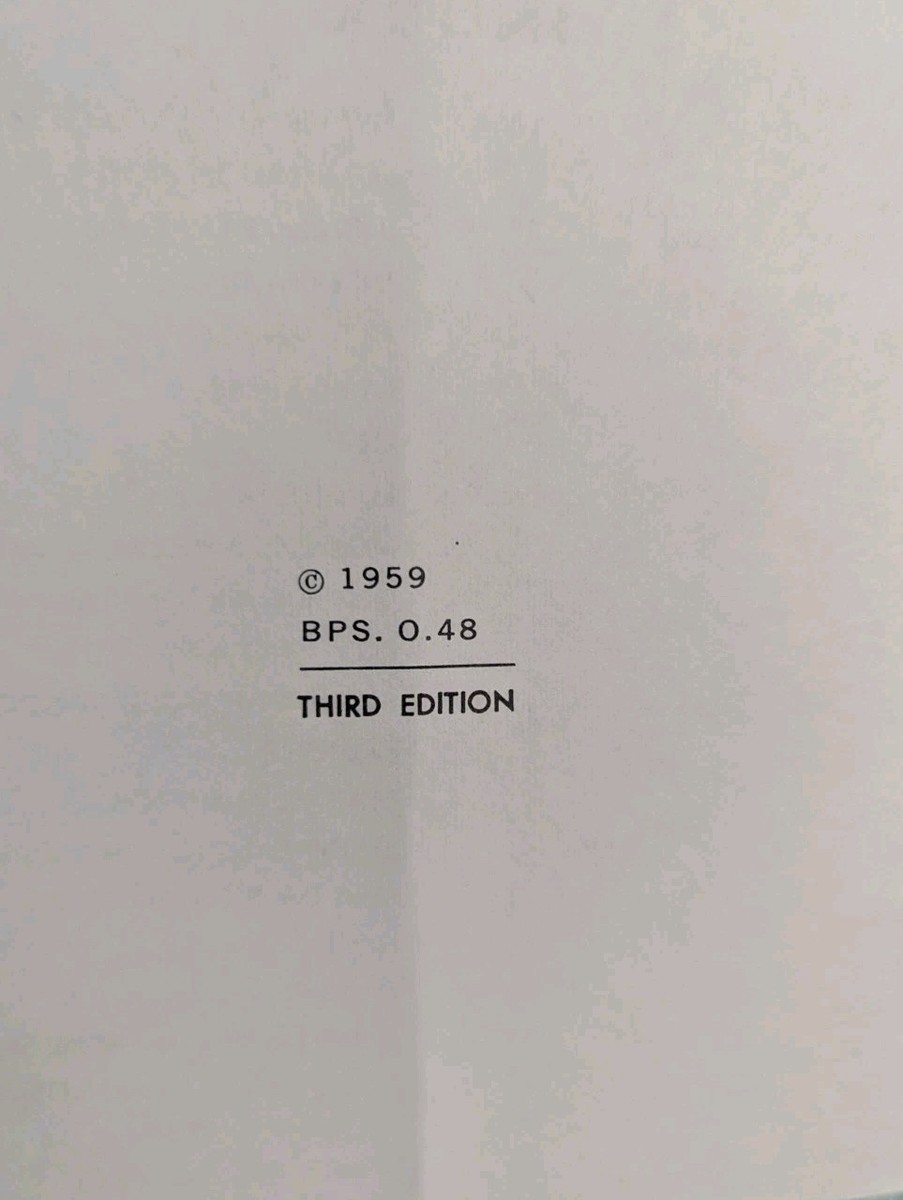 © 1959
BPS. 0.48
THIRD EDITION